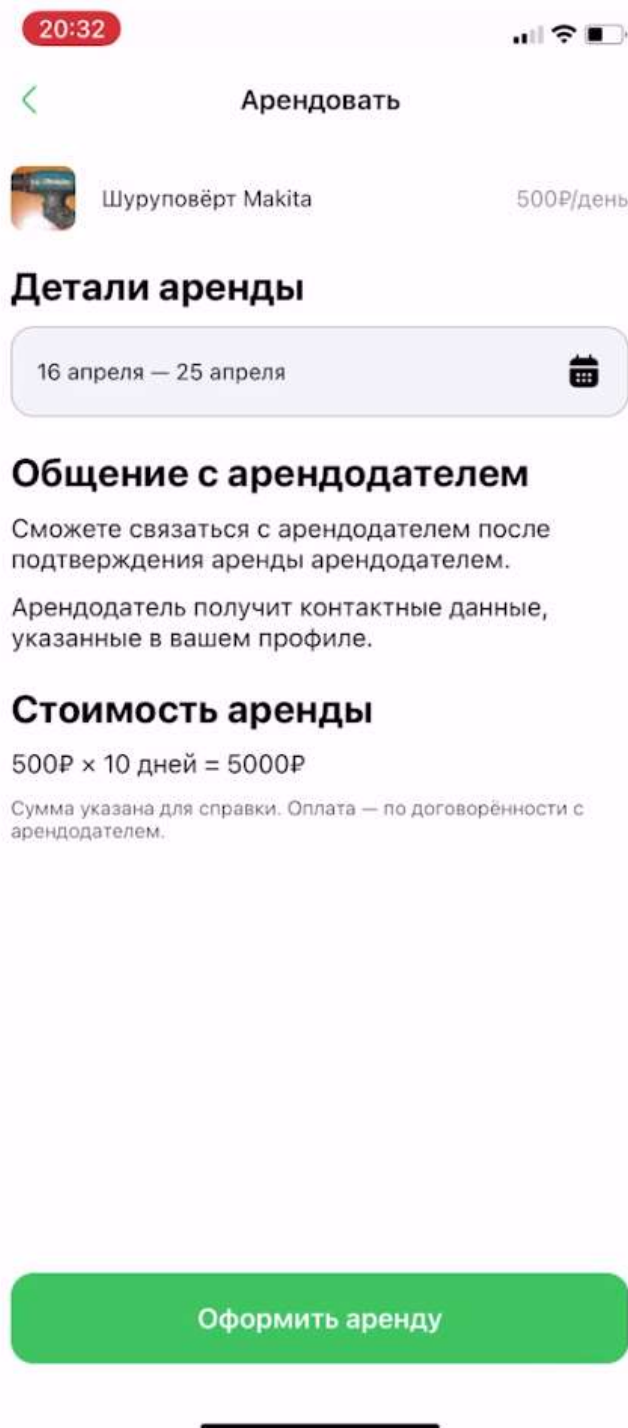 20:32
Арендовать
Шуруповёрт Makita 500₽/день
Детали аренды
16 апреля — 25 апреля
Общение с арендодателем
Сможете связаться с арендодателем после
подтверждения аренды арендодателем.
Арендодатель получит контактные данные,
указанные в вашем профиле.
Стоимость аренды
500₽ × 10 дней = 5000₽
Сумма указана для справки. Оплата — по договорённости с
арендодателем.
Оформить аренду